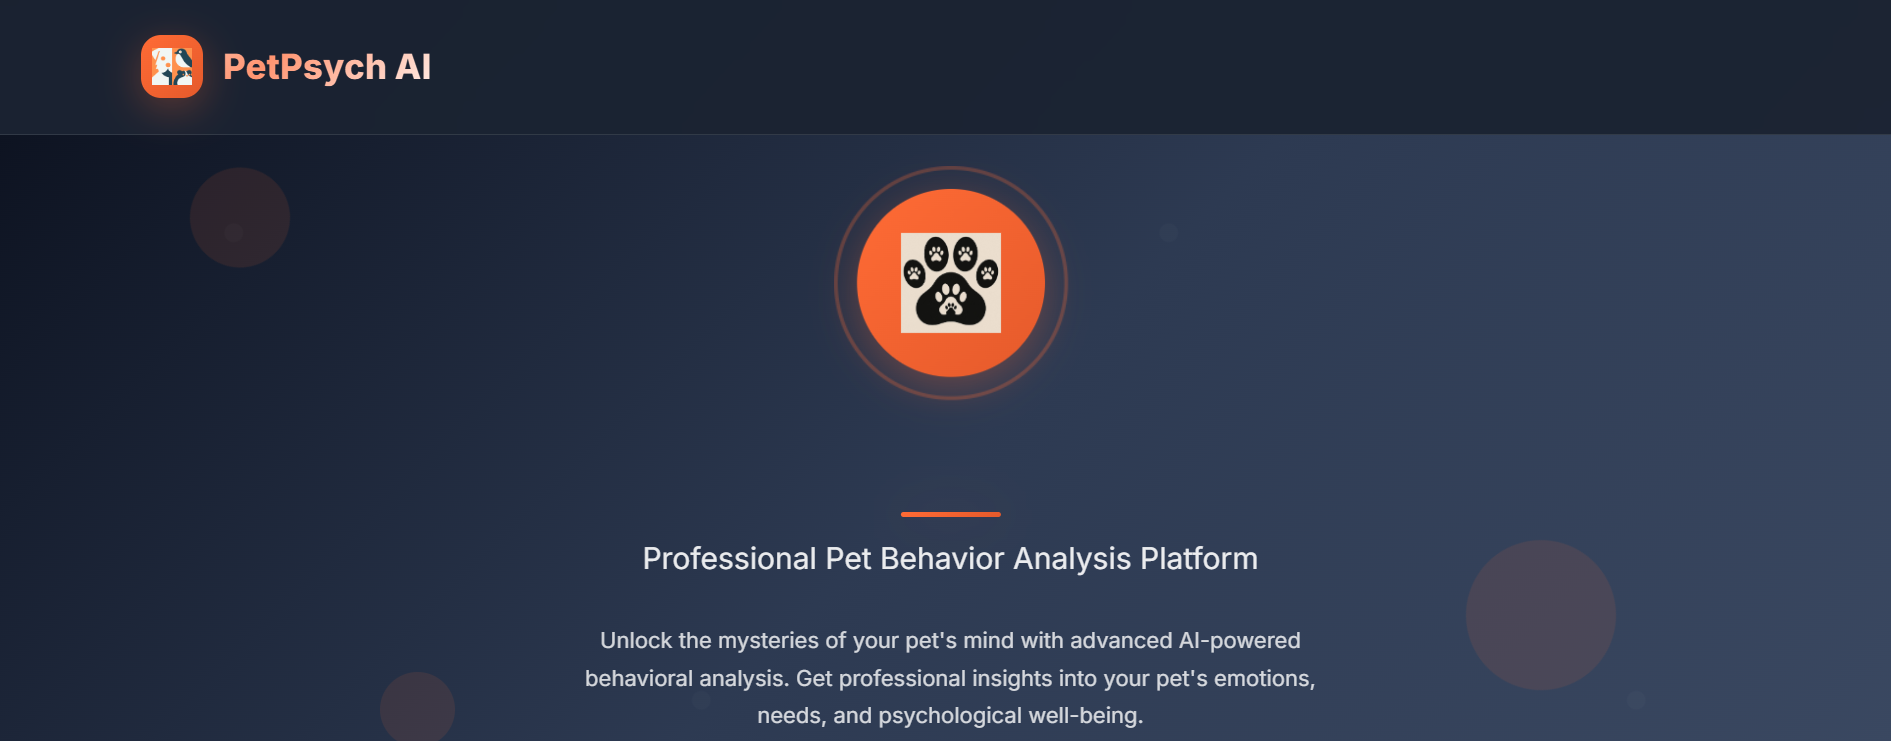 PetPsych AI
Professional Pet Behavior Analysis Platform
Unlock the mysteries of your pet's mind with advanced AI-powered
behavioral analysis. Get professional insights into your pet's emotions,
needs, and psychological well-being.